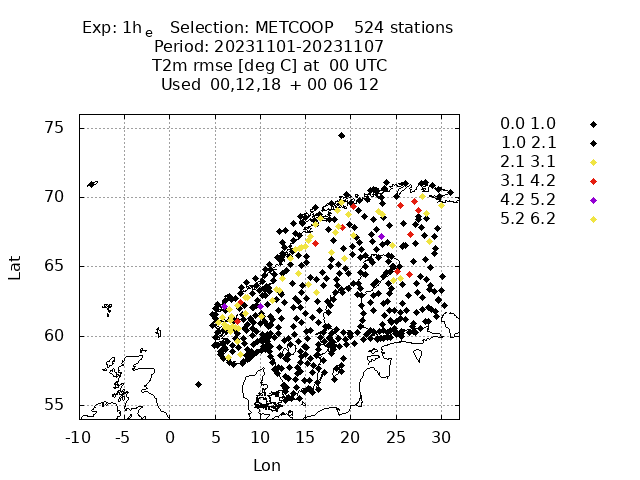 Exp: 1h e Selection: METCOOP 524 stations
Period: 20231101-20231107
T2m rmse [deg C] at 00 UTC
Used 00,12,18 + 00 06 12
0.0 1.0
1.0 2.1
2.1 3.1
3.1 4.2
4.2 5.2
5.2 6.2
75
70
65
60
55
Lat
-10 -5 0 5 10 15 20 25 30
Lon